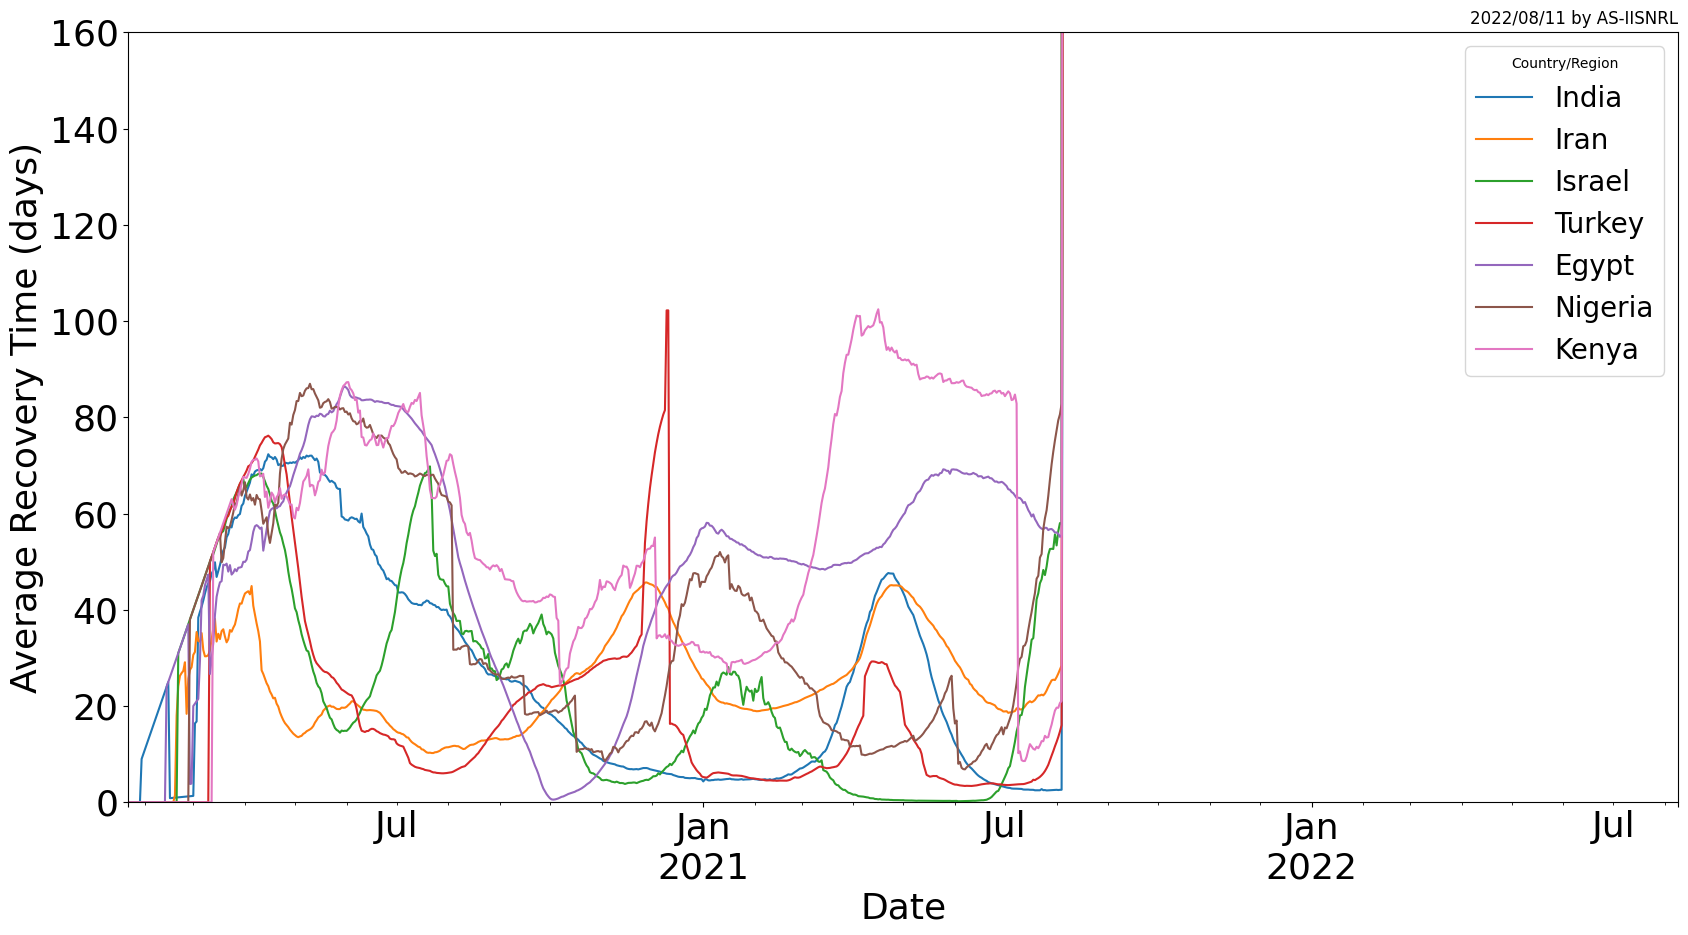 2022/08/11 by AS-IISNRL
160
140
120
100
80
60
40
20
0
Average Recovery Time (days)
Country/Region
India
Iran
Israel
Turkey
Egypt
Nigeria
Kenya
Jul
Jan
2021
Jul
Jan
2022
Jul
Date